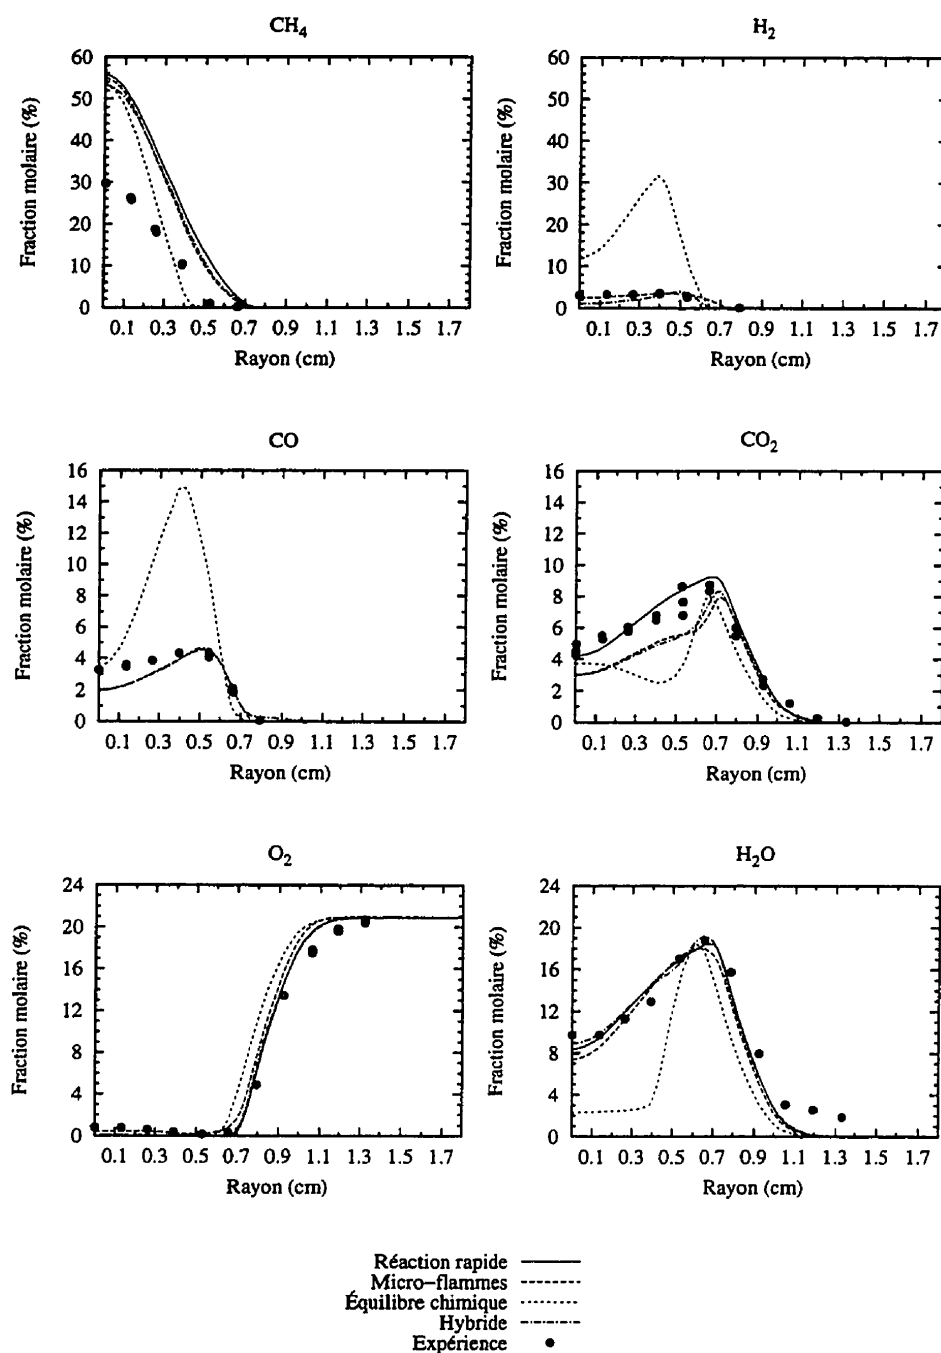 CH4
H2
Fraction molaire (%)
60
50
40
30
20
10
0
0.1 0.3 0.5 0.7 0.9 1.1 1.3 1.5 1.7
Rayon (cm)
Fraction molaire (%)
60
50
40
30
20
10
0
0.1 0.3 0.5 0.7 0.9 1.1 1.3 1.5 1.7
Rayon (cm)
CO
CO2
Fraction molaire (%)
16
14
12
10
8
6
4
2
0
0.1 0.3 0.5 0.7 0.9 1.1 1.3 1.5 1.7
Rayon (cm)
Fraction molaire (%)
16
14
12
10
8
6
4
2
0
0.1 0.3 0.5 0.7 0.9 1.1 1.3 1.5 1.7
Rayon (cm)
O2
H2O
Fraction molaire (%)
24
20
16
12
8
4
0
0.1 0.3 0.5 0.7 0.9 1.1 1.3 1.5 1.7
Rayon (cm)
Fraction molaire (%)
24
20
16
12
8
4
0
0.1 0.3 0.5 0.7 0.9 1.1 1.3 1.5 1.7
Rayon (cm)
Réaction rapide
Micro-flammes
Équilibre chimique
Hybride
Expérience